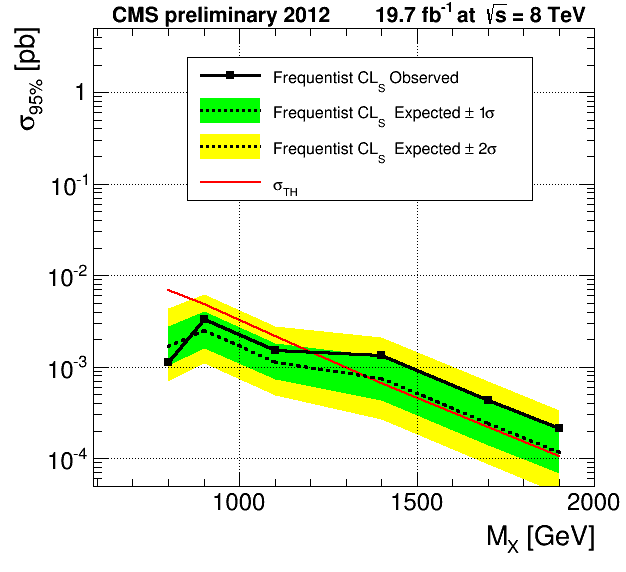 CMS preliminary 2012 19.7 fb⁻¹ at √s = 8 TeV
σ95% [pb]
Frequentist CLS Observed
Frequentist CLS Expected ± 1σ
Frequentist CLS Expected ± 2σ
σTH
1
10⁻¹
10⁻²
10⁻³
10⁻⁴
1000 1500 2000
MX [GeV]